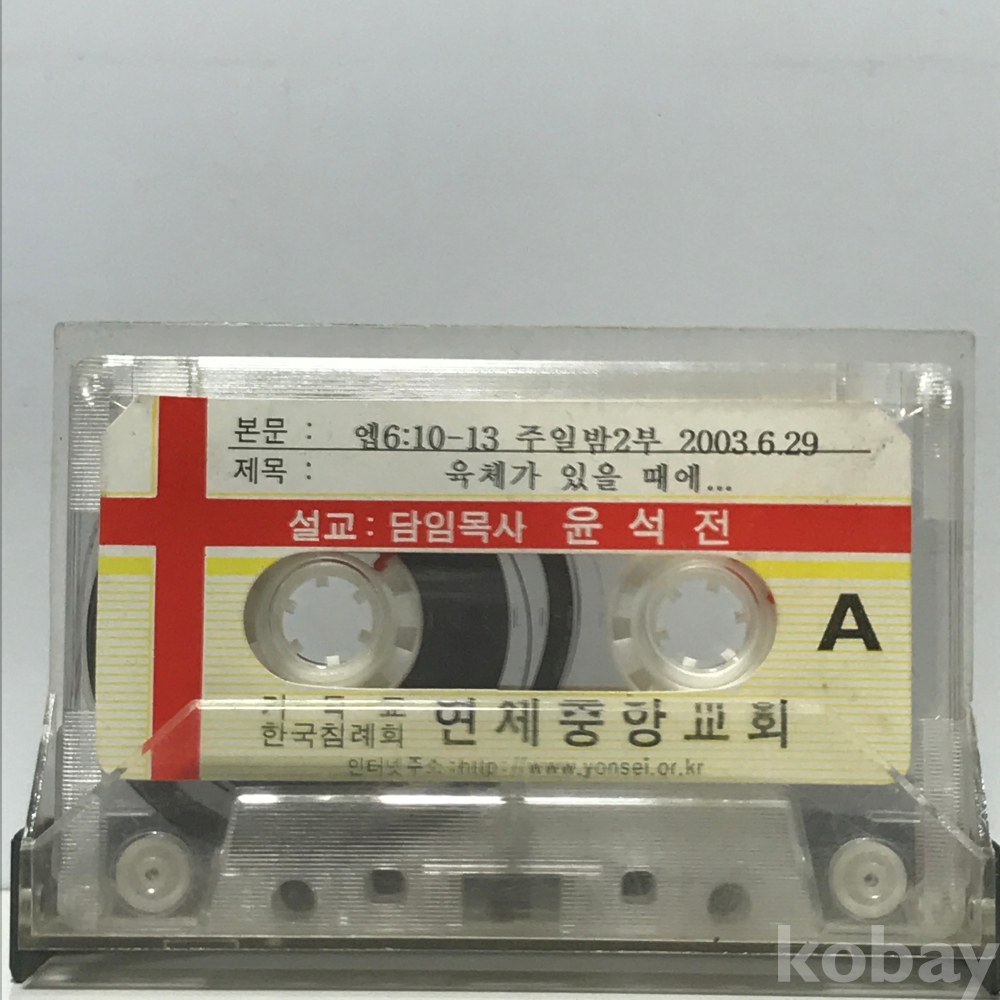 본문 : 엡6:10-13 주일밤2부 2003.6.29
제목 : 육체가 있을 때에...
설교 : 담임목사 윤 석 전
A
기 독 교
한국침례회 연세중앙교회
인터넷주소:http://www.yonsei.or.kr
kobay